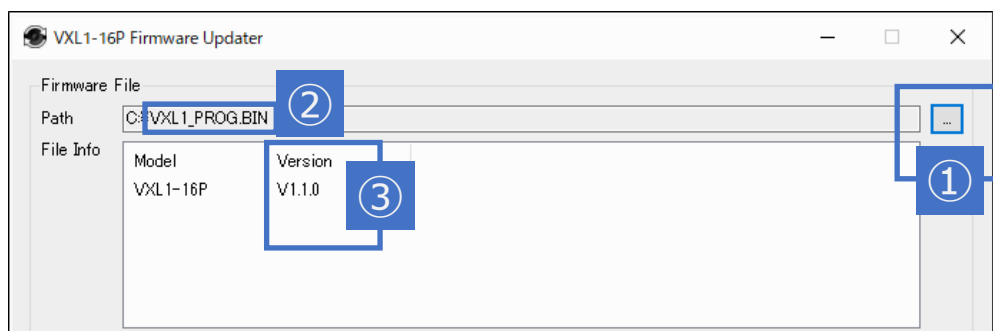 VXL1-16P Firmware Updater
Firmware File
②
Path C:¥VXL1_PROG.BIN ...
①
File Info
Model Version
VXL1-16P V1.1.0
③